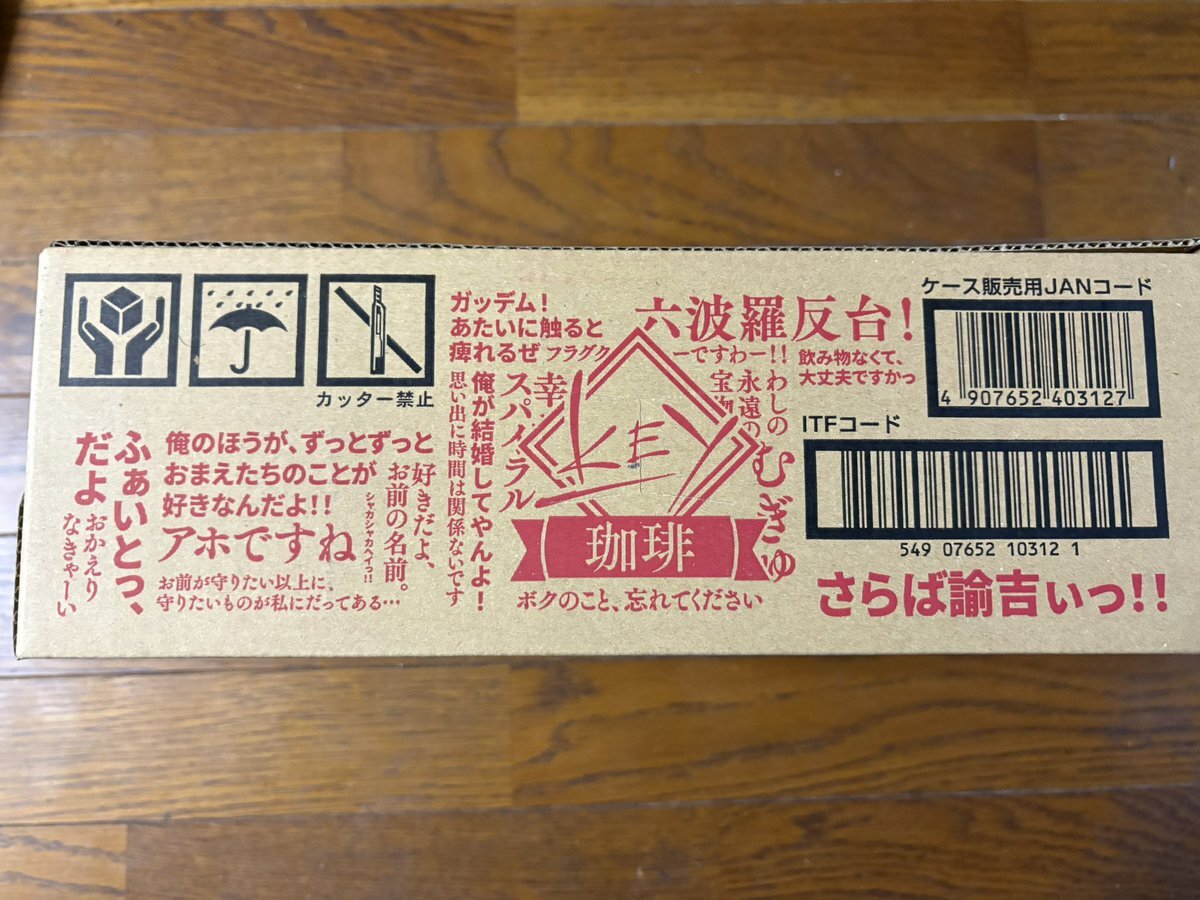 カッター禁止
ガッデム!
あたいに触ると
痺れるぜ
フラグク
ーですわー!!
六波羅反台!
飲み物なくて、
大丈夫ですかっ
ケース販売用JANコード
4 907652 403127
ITFコード
549 07652 10312 1
さらば諭吉ぃっ!!
ふぁいとっ、
だよ
おかえり
なきゃーい
俺のほうが、ずっとずっと
おまえたちのことが
好きなんだよ!!
アホですね
お前が守りたい以上に、
守りたいものが私にだってある…
好きだよ、
お前の名前。
シャカシャカヘイっ!!
俺が結婚してやんよ!
思い出に時間は関係ないです
幸
スパイラル
KEY
珈琲
わしの
永遠の
宝物
むぎゅ
ボクのこと、忘れてください